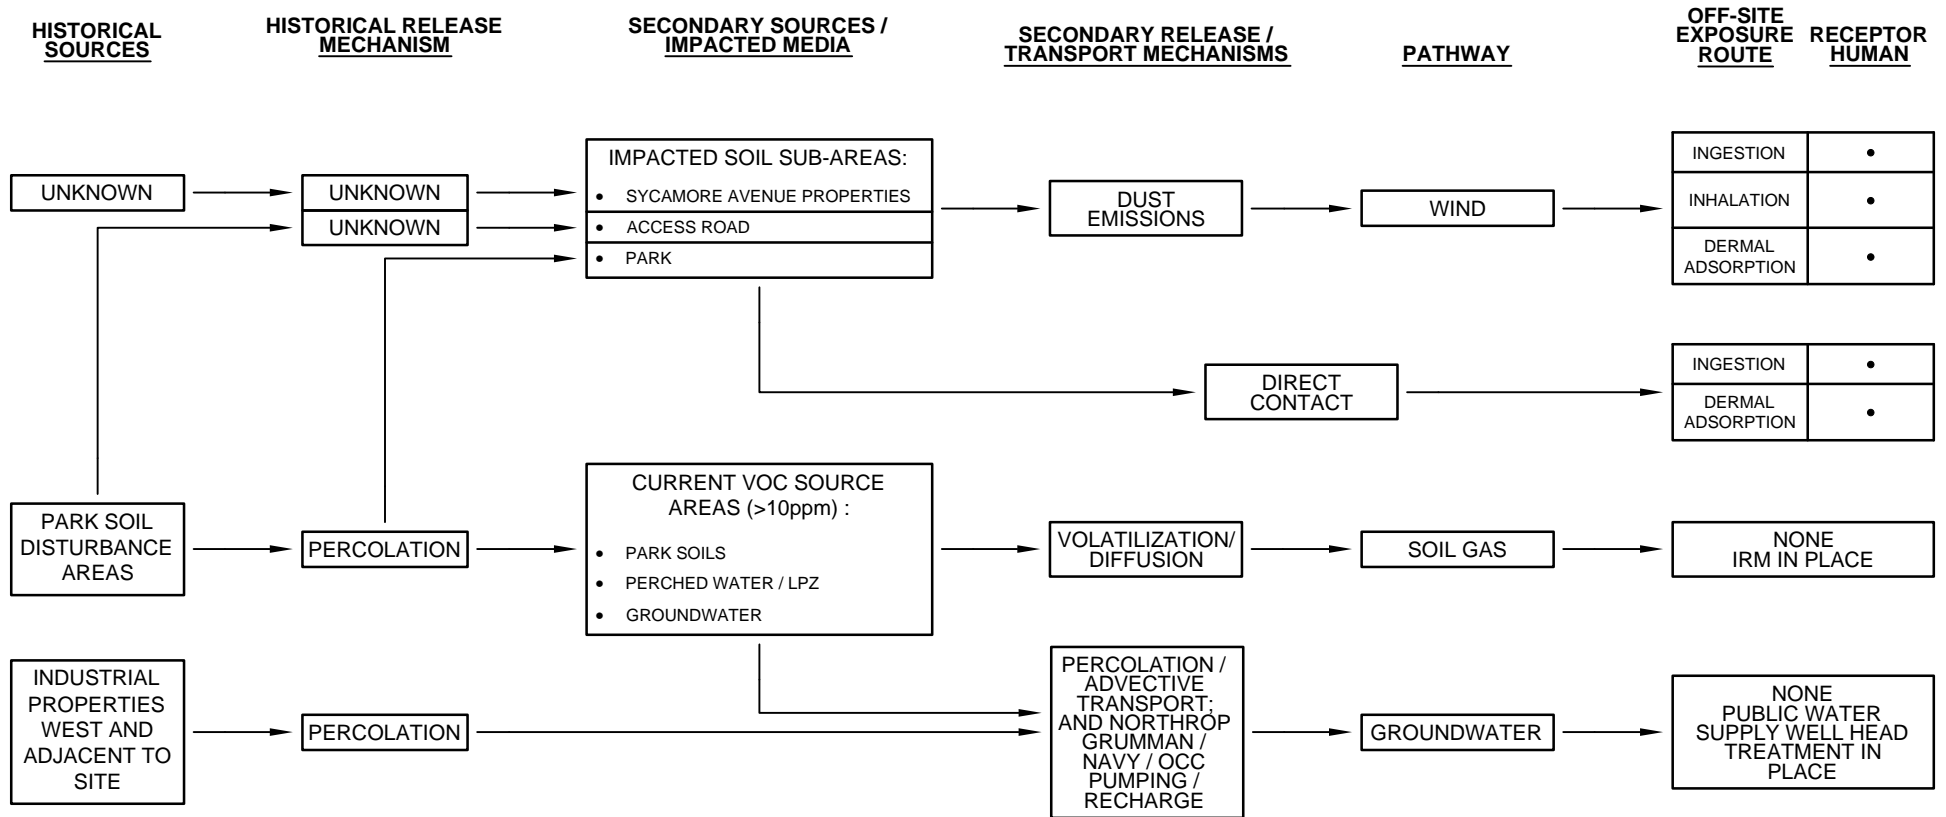 HISTORICAL
SOURCES
HISTORICAL RELEASE
MECHANISM
SECONDARY SOURCES /
IMPACTED MEDIA
SECONDARY RELEASE /
TRANSPORT MECHANISMS
PATHWAY
OFF-SITE
EXPOSURE
ROUTE
RECEPTOR
HUMAN
UNKNOWN
UNKNOWN
UNKNOWN
IMPACTED SOIL SUB-AREAS:
• SYCAMORE AVENUE PROPERTIES
• ACCESS ROAD
• PARK
DUST
EMISSIONS
WIND
INGESTION •
INHALATION •
DERMAL
ADSORPTION •
DIRECT
CONTACT
INGESTION •
DERMAL
ADSORPTION •
PARK SOIL
DISTURBANCE
AREAS
PERCOLATION
CURRENT VOC SOURCE
AREAS (>10ppm) :
• PARK SOILS
• PERCHED WATER / LPZ
• GROUNDWATER
VOLATILIZATION/
DIFFUSION
SOIL GAS
NONE
IRM IN PLACE
INDUSTRIAL
PROPERTIES
WEST AND
ADJACENT TO
SITE
PERCOLATION
PERCOLATION /
ADVECTIVE
TRANSPORT;
AND NORTHROP
GRUMMAN /
NAVY / OCC
PUMPING /
RECHARGE
GROUNDWATER
NONE
PUBLIC WATER
SUPPLY WELL HEAD
TREATMENT IN
PLACE